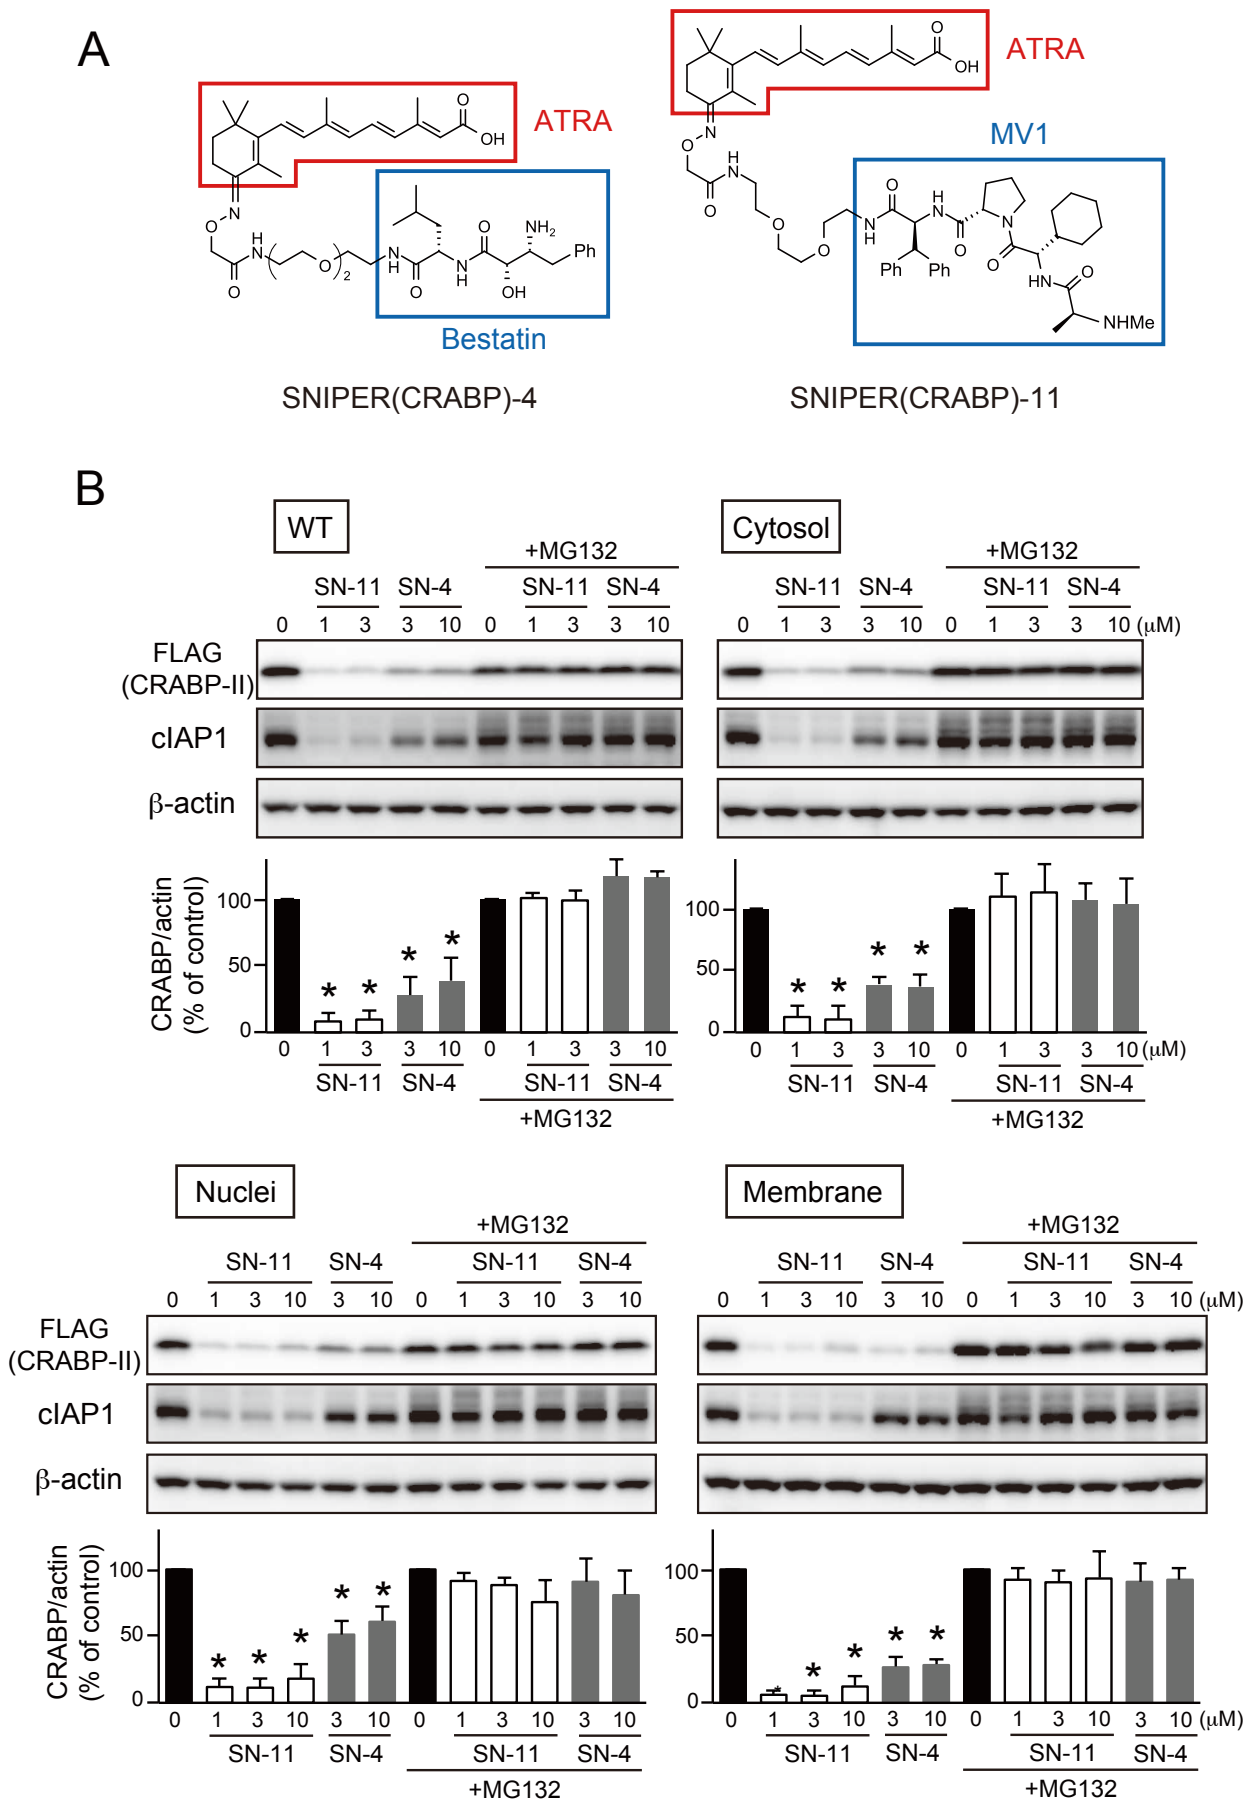 A
ATRA
O
OH
N
O
H
N
O
O
2
H
N
O
N
H
O
OH
NH2
Ph
Bestatin
SNIPER(CRABP)-4
ATRA
O
OH
N
O
O
H
N
O
O
N
H
MV1
O
H
N
Ph
Ph
O
N
O
HN
O
NHMe
SNIPER(CRABP)-11
B
WT
+MG132
SN-11 SN-4 SN-11 SN-4
0 1 3 3 10 0 1 3 3 10
FLAG
(CRABP-II)
cIAP1
β-actin
Cytosol
+MG132
SN-11 SN-4 SN-11 SN-4
0 1 3 3 10 0 1 3 3 10 (μM)
CRABP/actin
(% of control)
100
50
0
* * * *
0 1 3 3 10 0 1 3 3 10
SN-11 SN-4 SN-11 SN-4
+MG132
100
50
0
* * * *
0 1 3 3 10 0 1 3 3 10 (μM)
SN-11 SN-4 SN-11 SN-4
+MG132
Nuclei
+MG132
SN-11 SN-4 SN-11 SN-4
0 1 3 10 3 10 0 1 3 10 3 10
FLAG
(CRABP-II)
cIAP1
β-actin
Membrane
+MG132
SN-11 SN-4 SN-11 SN-4
0 1 3 10 3 10 0 1 3 10 3 10 (μM)
CRABP/actin
(% of control)
100
50
0
* * * * *
0 1 3 10 3 10 0 1 3 10 3 10
SN-11 SN-4 SN-11 SN-4
+MG132
100
50
0
* * * * *
0 1 3 10 3 10 0 1 3 10 3 10 (μM)
SN-11 SN-4 SN-11 SN-4
+MG132